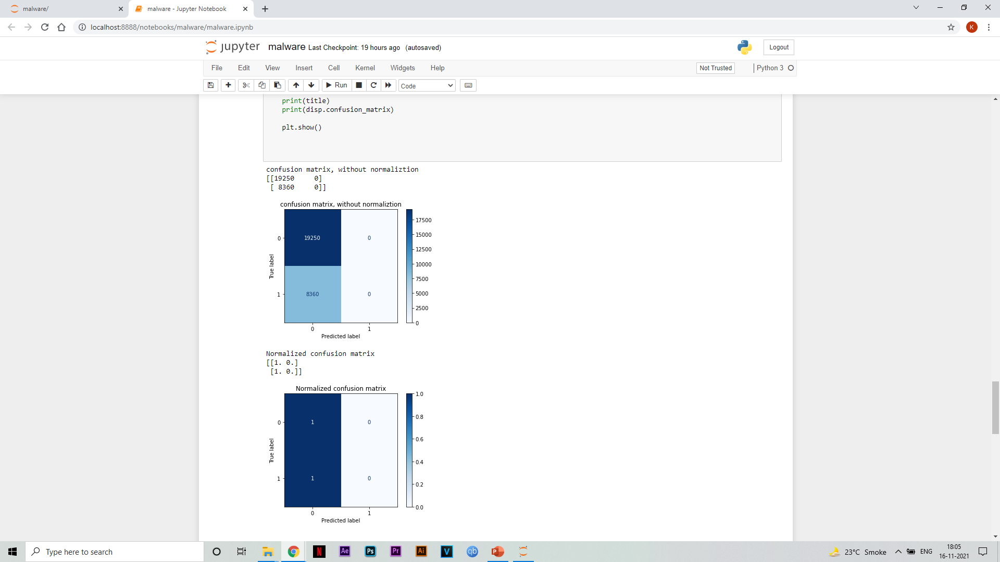 malware/
malware - Jupyter Notebook
localhost:8888/notebooks/malware/malware.ipynb
K
jupyter malware Last Checkpoint: 19 hours ago (autosaved)
Logout
File Edit View Insert Cell Kernel Widgets Help
Not Trusted
Python 3
Run
Code
print(title)
print(disp.confusion_matrix)
plt.show()
confusion matrix, without normaliztion
[[19250     0]
 [ 8360     0]]
confusion matrix, without normaliztion
17500
15000
12500
10000
7500
5000
2500
0
0
19250 0
1
8360 0
True label
0 1
Predicted label
Normalized confusion matrix
[[1. 0.]
 [1. 0.]]
Normalized confusion matrix
1.0
0.8
0.6
0.4
0.2
0.0
0
1 0
1
1 0
True label
0 1
Predicted label
Type here to search
N
Ae
Ps
Pr
Ai
V
qb
P
23°C Smoke
ENG
18:05
16-11-2021